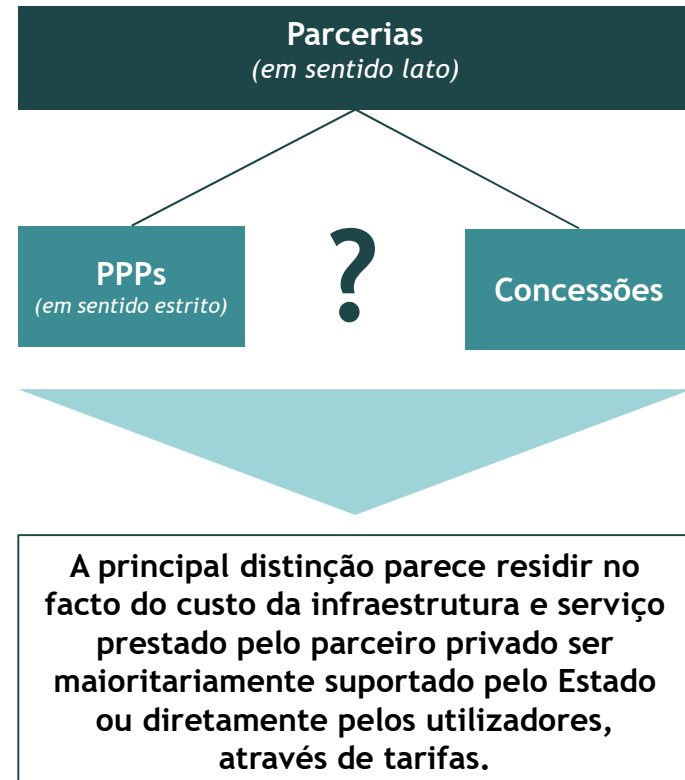 Parcerias
(em sentido lato)
PPPs
(em sentido estrito)
?
Concessões
A principal distinção parece residir no
facto do custo da infraestrutura e serviço
prestado pelo parceiro privado ser
maioritariamente suportado pelo Estado
ou diretamente pelos utilizadores,
através de tarifas.